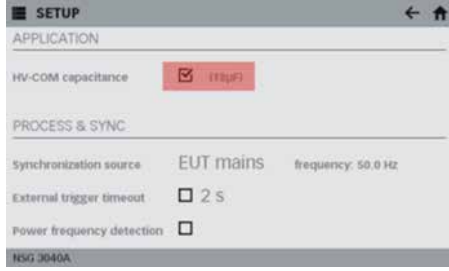 SETUP
APPLICATION
HV-COM capacitance (18µF)
PROCESS & SYNC
Synchronization source EUT mains frequency: 50.0 Hz
External trigger timeout 2 s
Power frequency detection
NSG 3040A